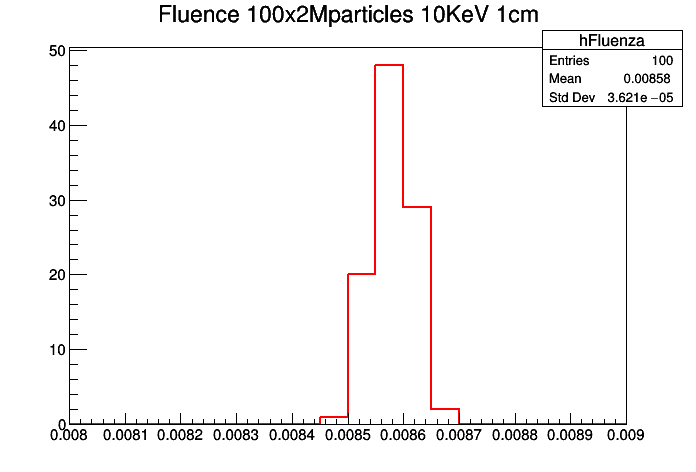 Fluence 100x2Mparticles 10KeV 1cm
hFluenza
Entries 100
Mean 0.00858
Std Dev 3.621e −05
50
40
30
20
10
0
0.008 0.0081 0.0082 0.0083 0.0084 0.0085 0.0086 0.0087 0.0088 0.0089 0.009